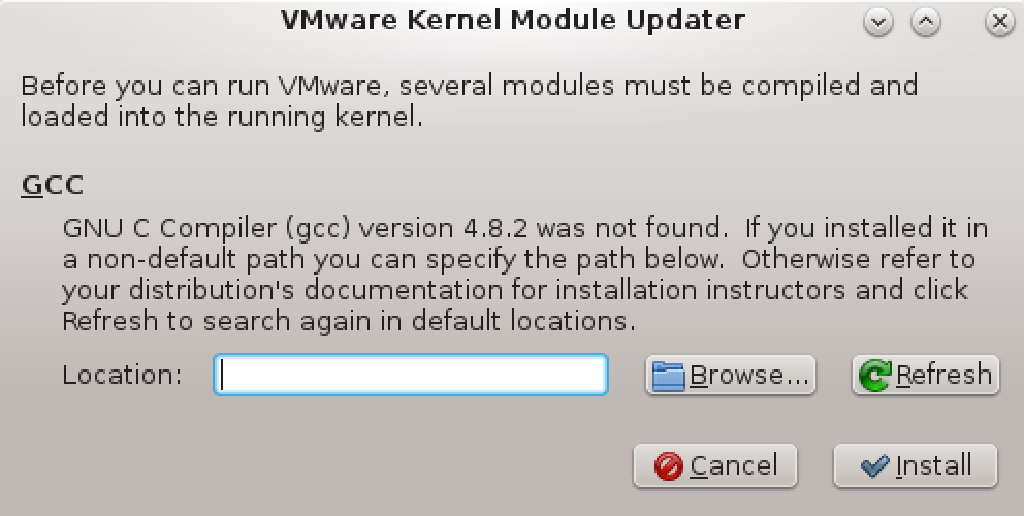 VMware Kernel Module Updater
Before you can run VMware, several modules must be compiled and
loaded into the running kernel.
GCC
GNU C Compiler (gcc) version 4.8.2 was not found.  If you installed it in
a non-default path you can specify the path below.  Otherwise refer to
your distribution's documentation for installation instructors and click
Refresh to search again in default locations.
Location: Browse... Refresh
Cancel Install